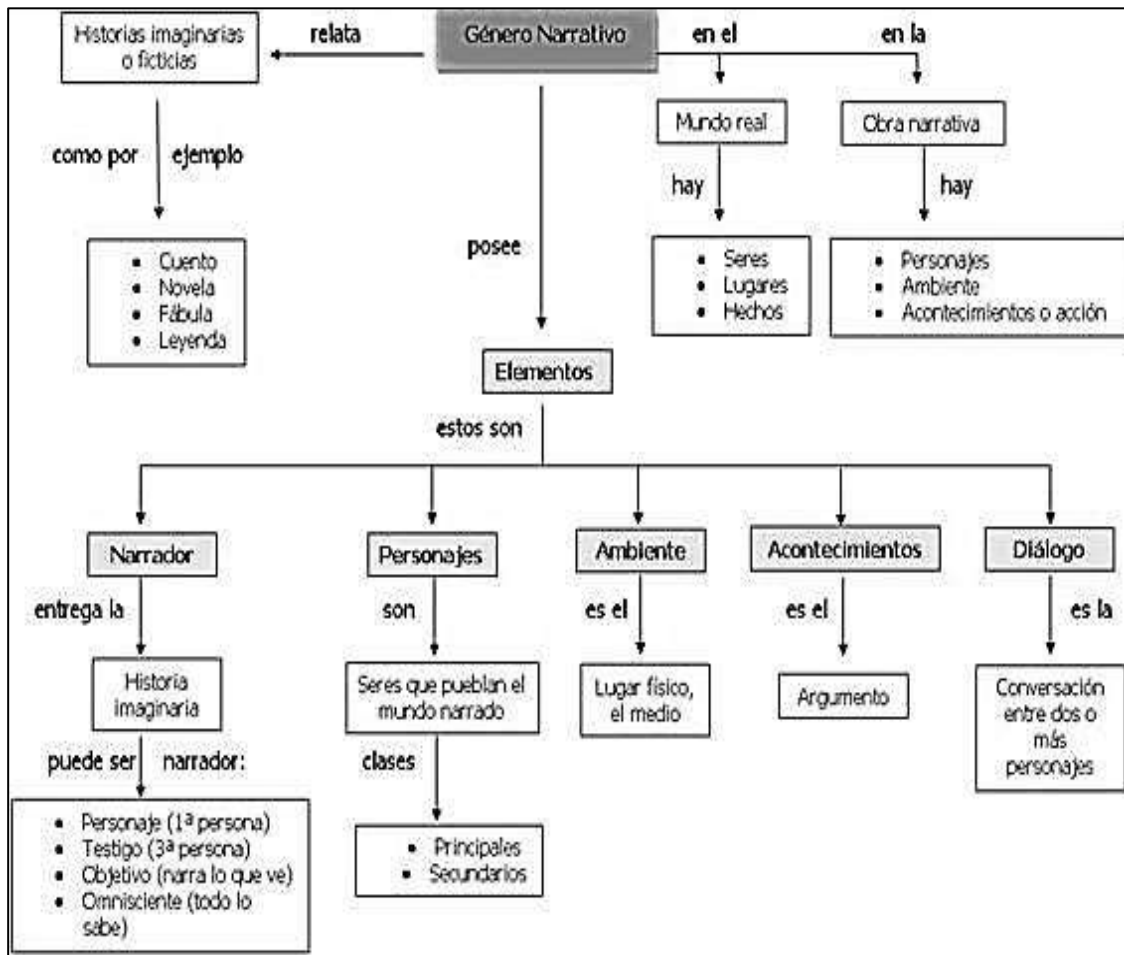 Género Narrativo
relata
Historias imaginarias
o ficticias
como por ejemplo
• Cuento
• Novela
• Fábula
• Leyenda
en el
Mundo real
hay
• Seres
• Lugares
• Hechos
en la
Obra narrativa
hay
• Personajes
• Ambiente
• Acontecimientos o acción
posee
Elementos
estos son
Narrador
entrega la
Historia
imaginaria
puede ser narrador:
• Personaje (1ª persona)
• Testigo (3ª persona)
• Objetivo (narra lo que ve)
• Omnisciente (todo lo
sabe)
Personajes
son
Seres que pueblan el
mundo narrado
clases
• Principales
• Secundarios
Ambiente
es el
Lugar físico,
el medio
Acontecimientos
es el
Argumento
Diálogo
es la
Conversación
entre dos o
más
personajes